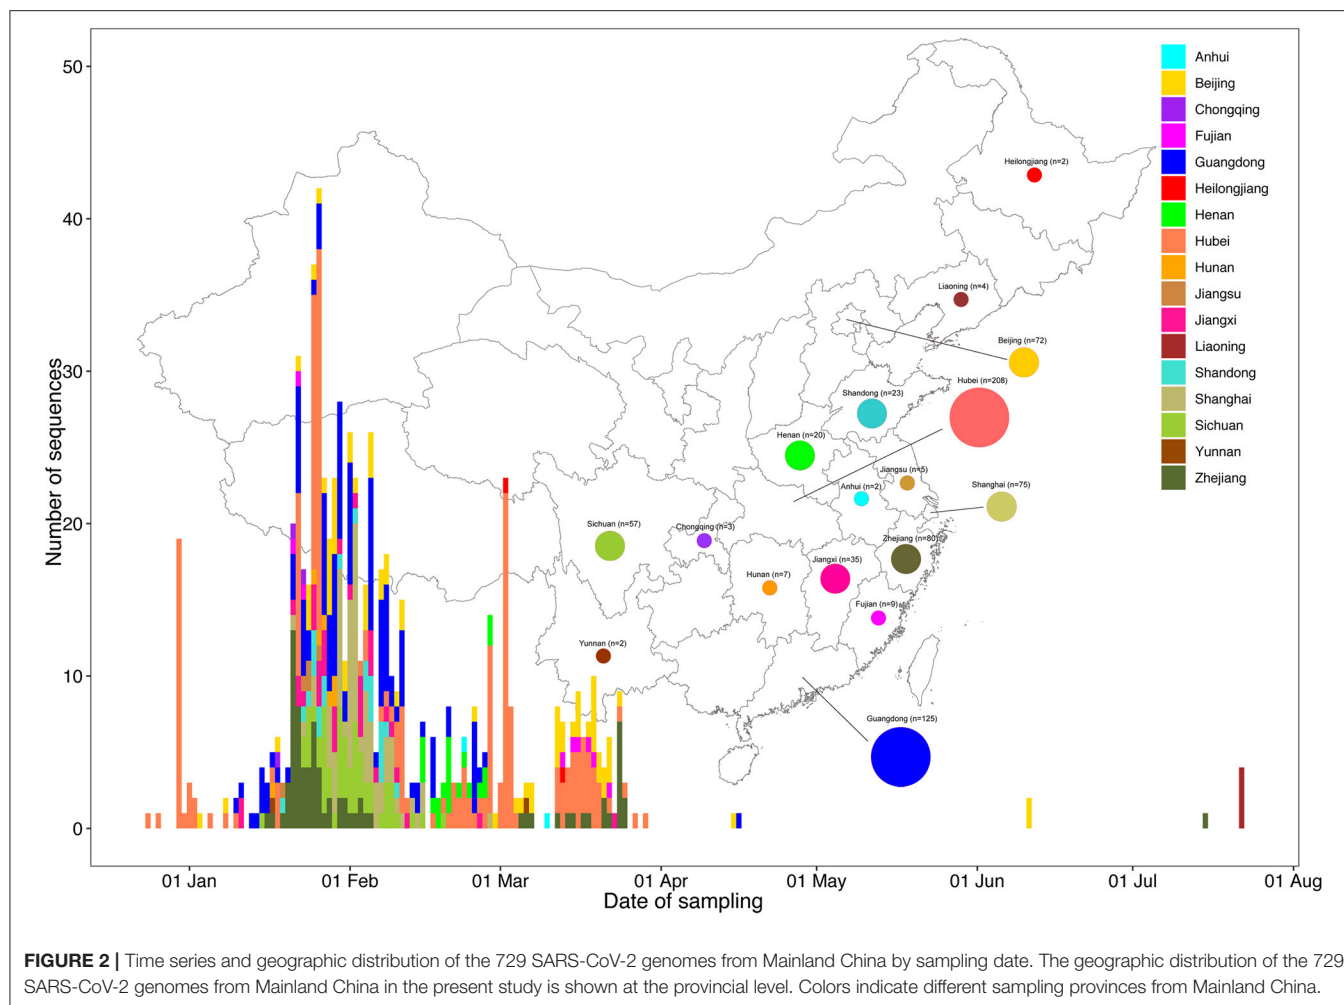 50
40
30
20
10
0
Number of sequences
01 Jan
01 Feb
01 Mar
01 Apr
01 May
01 Jun
01 Jul
01 Aug
Date of sampling
Heilongjiang (n=2)
Liaoning (n=4)
Beijing (n=72)
Hubei (n=208)
Shandong (n=23)
Henan (n=20)
Jiangsu (n=5)
Anhui (n=2)
Shanghai (n=75)
Sichuan (n=57)
Chongqing (n=3)
Zhejiang (n=80)
Jiangxi (n=35)
Hunan (n=7)
Fujian (n=9)
Yunnan (n=2)
Guangdong (n=125)
Anhui
Beijing
Chongqing
Fujian
Guangdong
Heilongjiang
Henan
Hubei
Hunan
Jiangsu
Jiangxi
Liaoning
Shandong
Shanghai
Sichuan
Yunnan
Zhejiang
FIGURE 2 | Time series and geographic distribution of the 729 SARS-CoV-2 genomes from Mainland China by sampling date. The geographic distribution of the 729
SARS-CoV-2 genomes from Mainland China in the present study is shown at the provincial level. Colors indicate different sampling provinces from Mainland China.